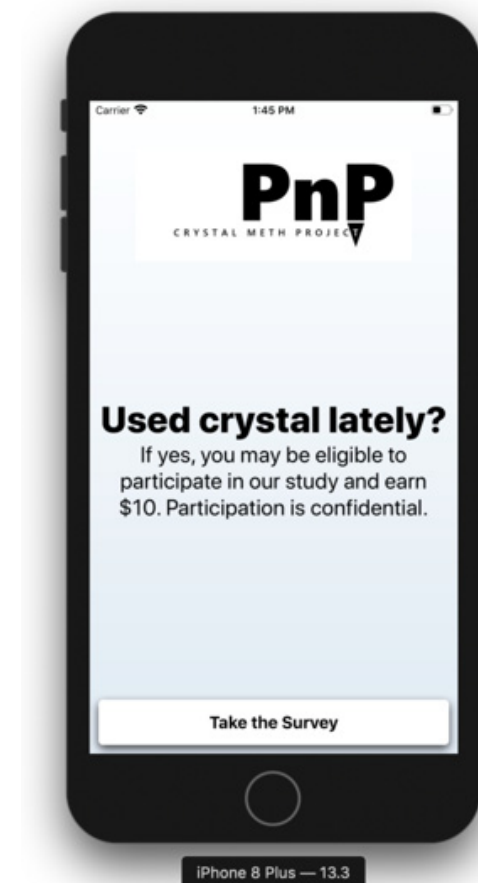 Carrier 1:45 PM
PnP
CRYSTAL METH PROJECT
Used crystal lately?
If yes, you may be eligible to
participate in our study and earn
$10. Participation is confidential.
Take the Survey
iPhone 8 Plus — 13.3